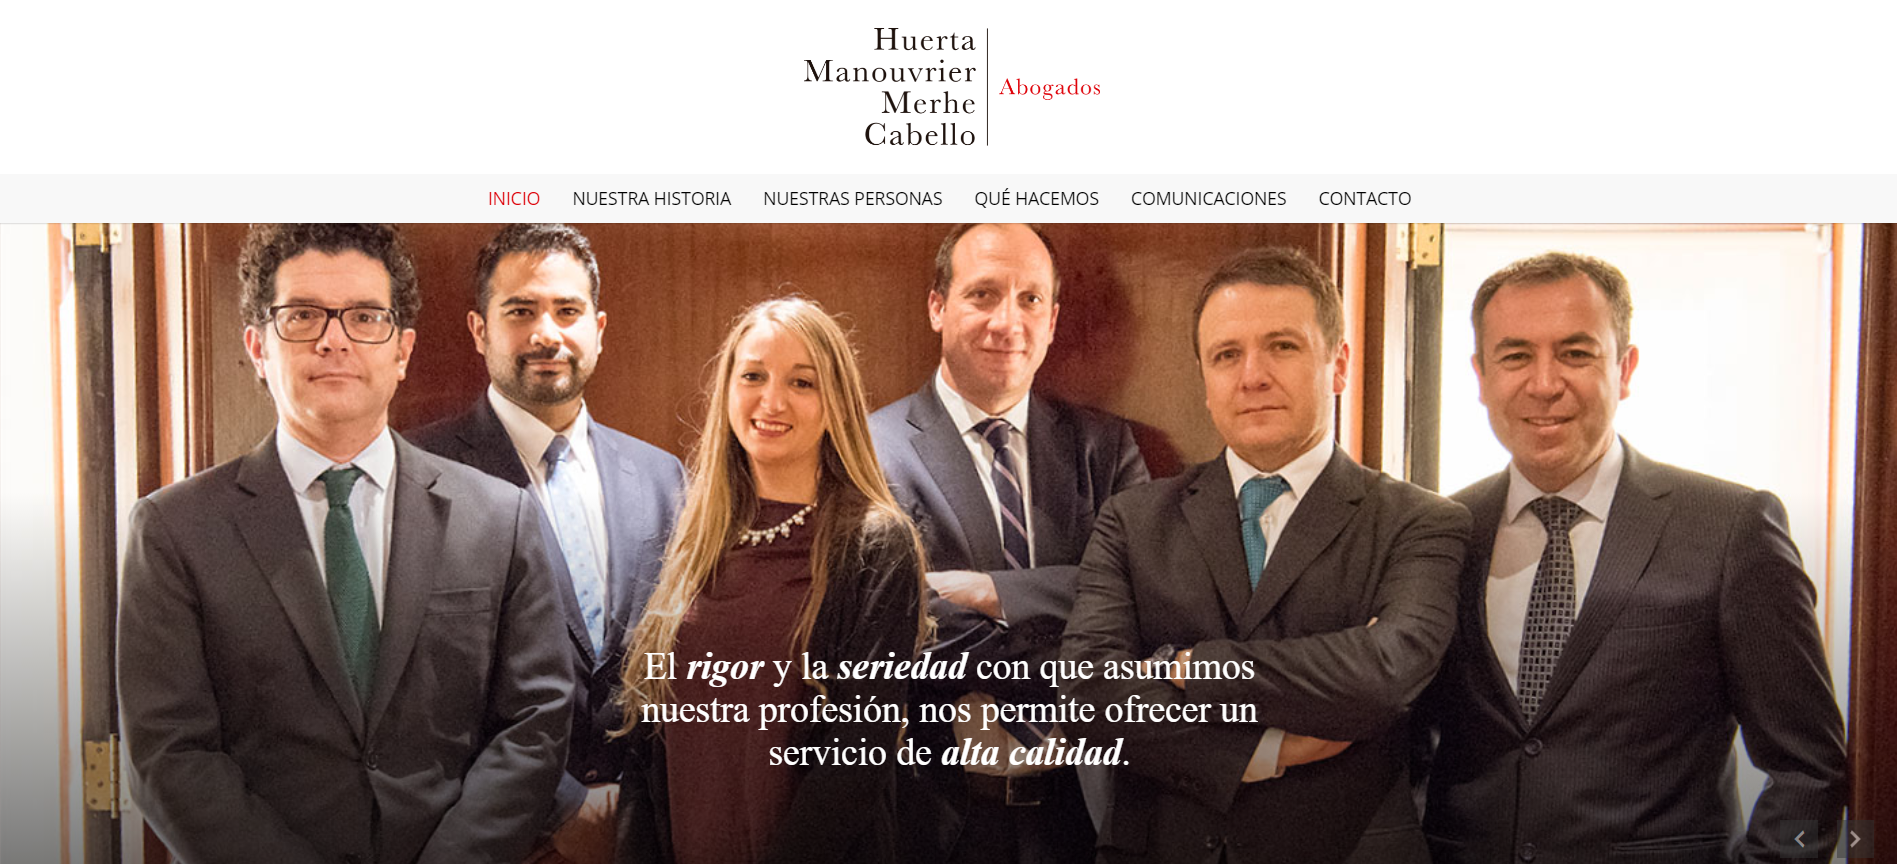 Huerta
Manouvrier
Merhe
Cabello
Abogados
INICIO NUESTRA HISTORIA NUESTRAS PERSONAS QUÉ HACEMOS COMUNICACIONES CONTACTO
El rigor y la seriedad con que asumimos
nuestra profesión, nos permite ofrecer un
servicio de alta calidad.